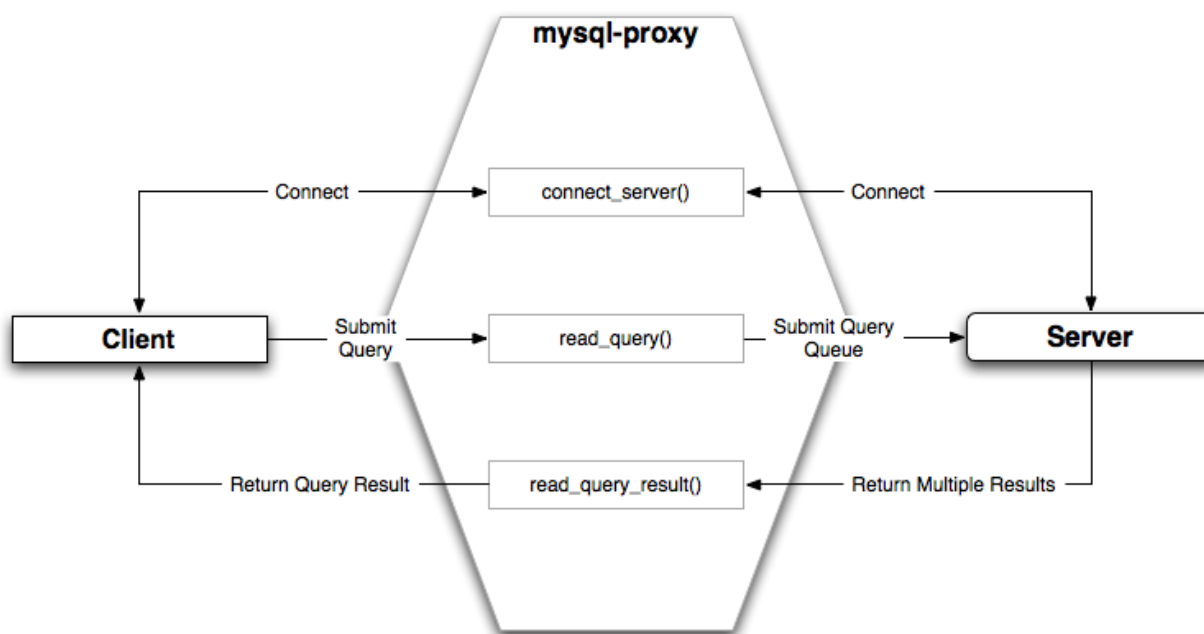 mysql-proxy
Connect
connect_server()
Connect
Client
Submit
Query
read_query()
Submit Query
Queue
Server
Return Query Result
read_query_result()
Return Multiple Results